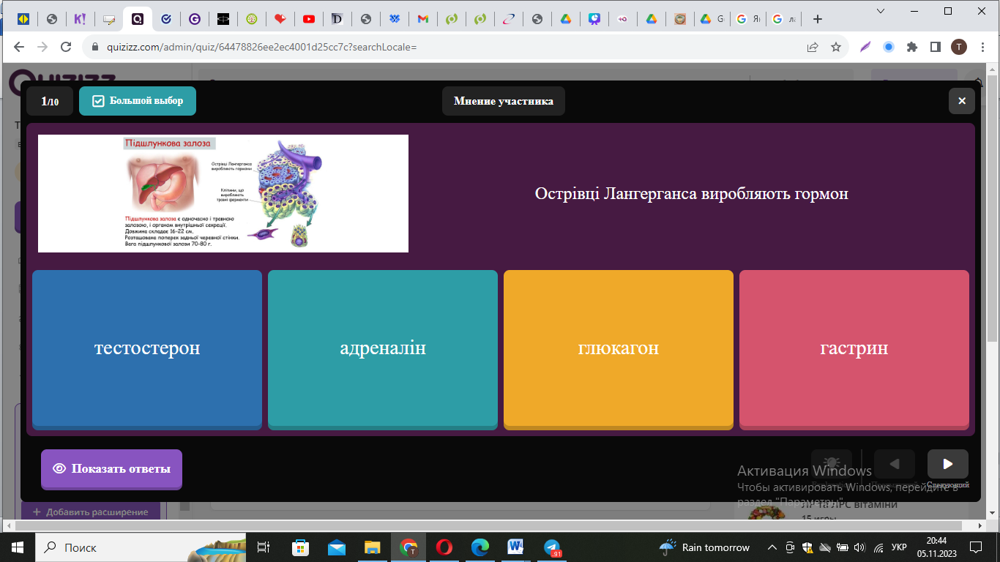 G
Я
ла
quizizz.com/admin/quiz/64478826ee2ec4001d25cc7c?searchLocale=
T
1/10
Большой выбор
Мнение участника
Підшлункова залоза
Острівці Лангерганса
виробляють гормони
Клітини, що
виробляють
травні ферменти
Підшлункова залоза є одночасно і травною
залозою, і органом внутрішньої секреції.
Довжина складає 16-22 см.
Розташована поперек задньої черевної стінки.
Вага підшлункової залози 70-80 г.
Острівці Лангерганса виробляють гормон
тестостерон
адреналін
глюкагон
гастрин
Показать ответы
Следующий
Активация Windows
Чтобы активировать Windows, перейдите в
раздел "Параметры".
Добавить расширение
вітаміни
15 игры
Поиск
91
Rain tomorrow
УКР
20:44
05.11.2023